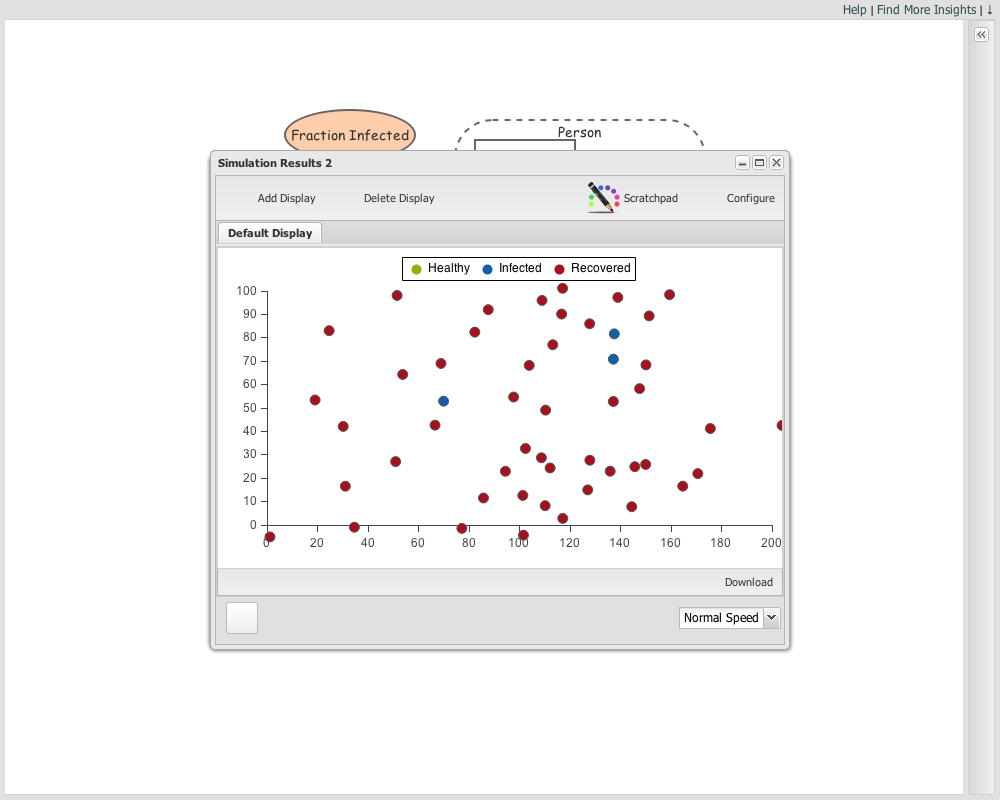 Help | Find More Insights | ↓
Fraction Infected
Person
Simulation Results 2
Add Display Delete Display Scratchpad Configure
Default Display
Healthy Infected Recovered
100
90
80
70
60
50
40
30
20
10
0
0 20 40 60 80 100 120 140 160 180 200
Download
Normal Speed